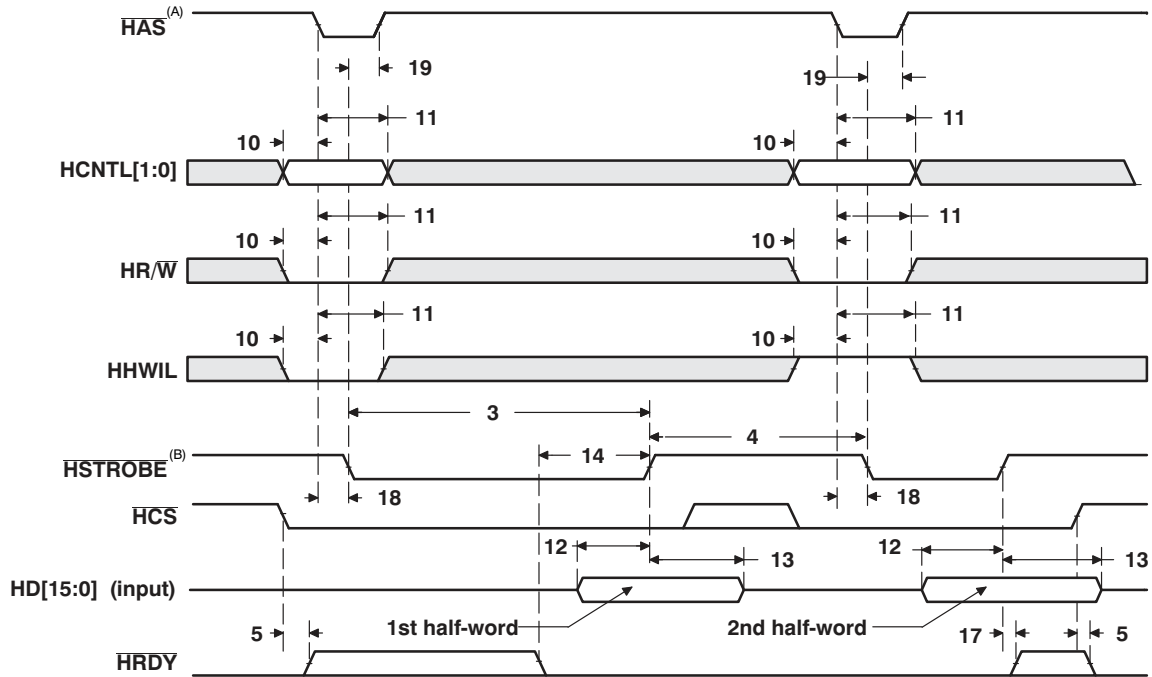 HAS (A)
19
19
11
11
10
10
HCNTL[1:0]
11
11
10
10
HR/W
11
11
10
10
HHWIL
3
4
14
HSTROBE (B)
18
18
HCS
12
12
13
13
HD[15:0] (input)
1st half-word
2nd half-word
5
17
5
HRDY